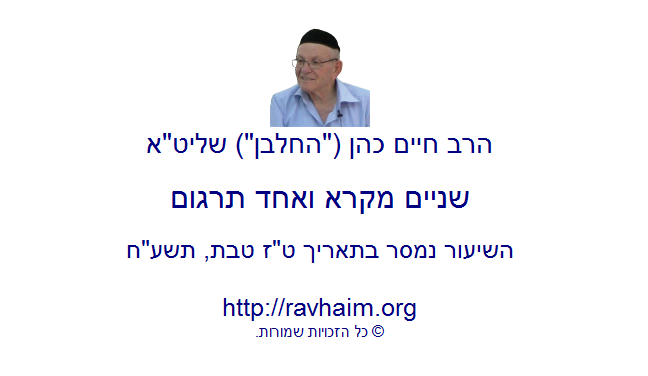 הרב חיים כהן ("החלבן") שליט"א
שניים מקרא ואחד תרגום
השיעור נמסר בתאריך ט"ז טבת, תשע"ח
http://ravhaim.org
© כל הזכויות שמורות.